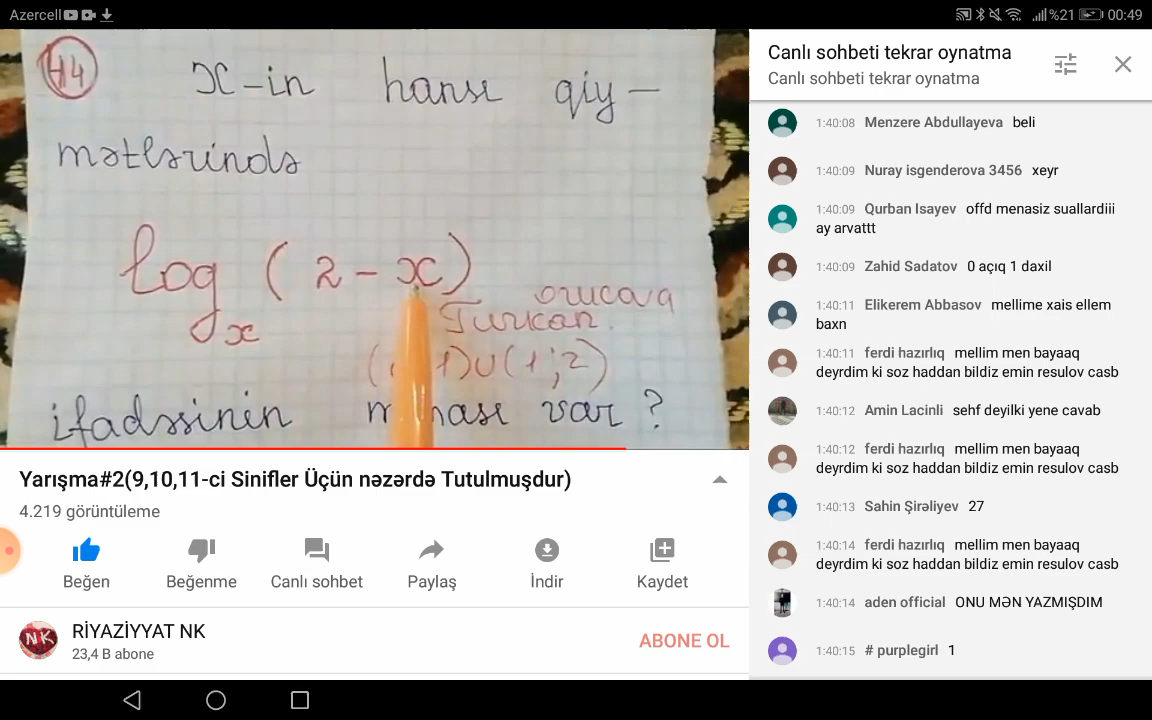 Azercell
%21 00:49
44 x-in hansı qiy-
mətlərində
log x (2 - x)
orucova
Turkan
1) ∪ (1; 2)
ifadəsinin var ?
Yarışma#2(9,10,11-ci Sinifler Üçün nəzərdə Tutulmuşdur)
4.219 görüntüleme
Beğen Beğenme Canlı sohbet Paylaş İndir Kaydet
NK RİYAZİYYAT NK
23,4 B abone
ABONE OL
Canlı sohbeti tekrar oynatma
Canlı sohbeti tekrar oynatma
1:40:08 Menzere Abdullayeva beli
1:40:09 Nuray isgenderova 3456 xeyr
1:40:09 Qurban Isayev offd menasiz suallardiii
ay arvattt
1:40:09 Zahid Sadatov 0 açıq 1 daxil
1:40:11 Elikerem Abbasov mellime xais ellem
baxn
1:40:11 ferdi hazırlıq mellim men bayaaq
deyrdim ki soz haddan bildiz emin resulov casb
1:40:12 Amin Lacinli sehf deyilki yene cavab
1:40:12 ferdi hazırlıq mellim men bayaaq
deyrdim ki soz haddan bildiz emin resulov casb
1:40:13 Sahin Şirəliyev 27
1:40:14 ferdi hazırlıq mellim men bayaaq
deyrdim ki soz haddan bildiz emin resulov casb
1:40:14 aden official ONU MƏN YAZMIŞDIM
1:40:15 # purplegirl 1